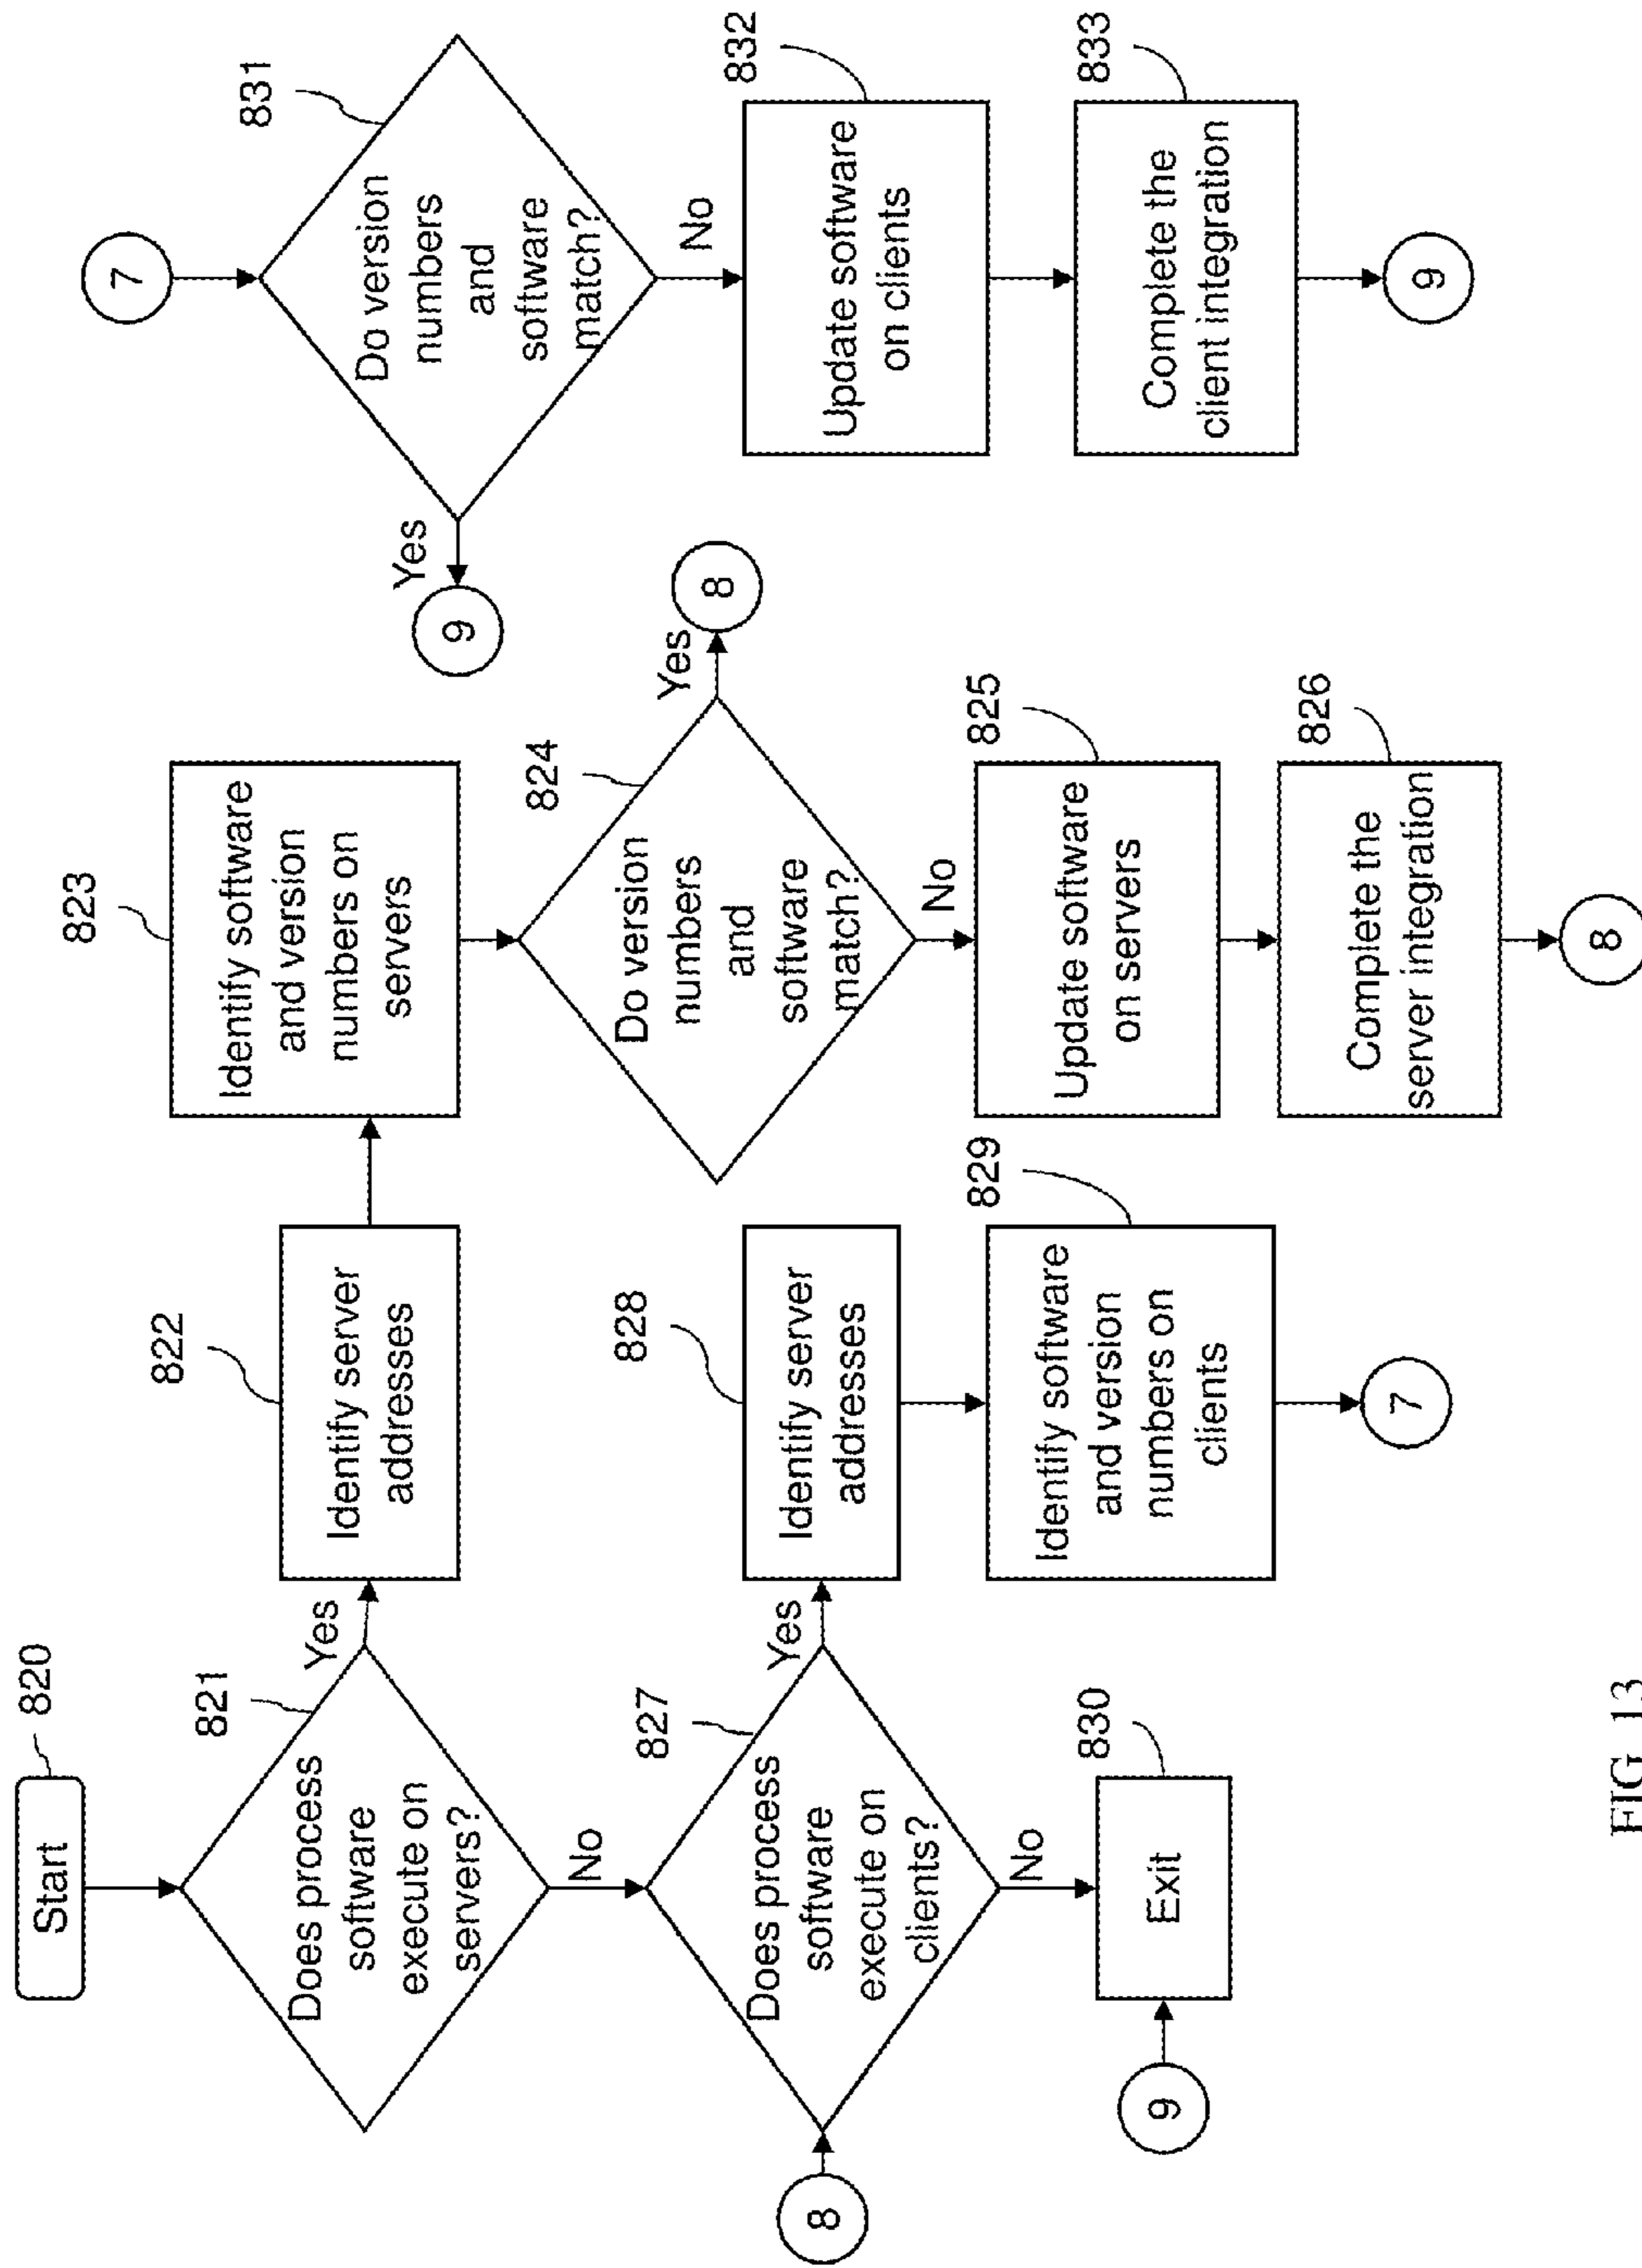 Start
820
Does process
software
execute on
servers?
821
Yes
No
Identify server
addresses
822
Identify software
and version
numbers on
servers
823
Do version
numbers
and
software
match?
824
Yes
8
No
Update software
on servers
825
Complete the
server integration
826
8
8
Does process
software
execute on
clients?
827
Yes
No
Identify server
addresses
828
Identify software
and version
numbers on
clients
829
7
9
Exit
830
7
Do version
numbers
and
software
match?
831
Yes
9
No
Update software
on clients
832
Complete the
client integration
833
9
FIG. 13